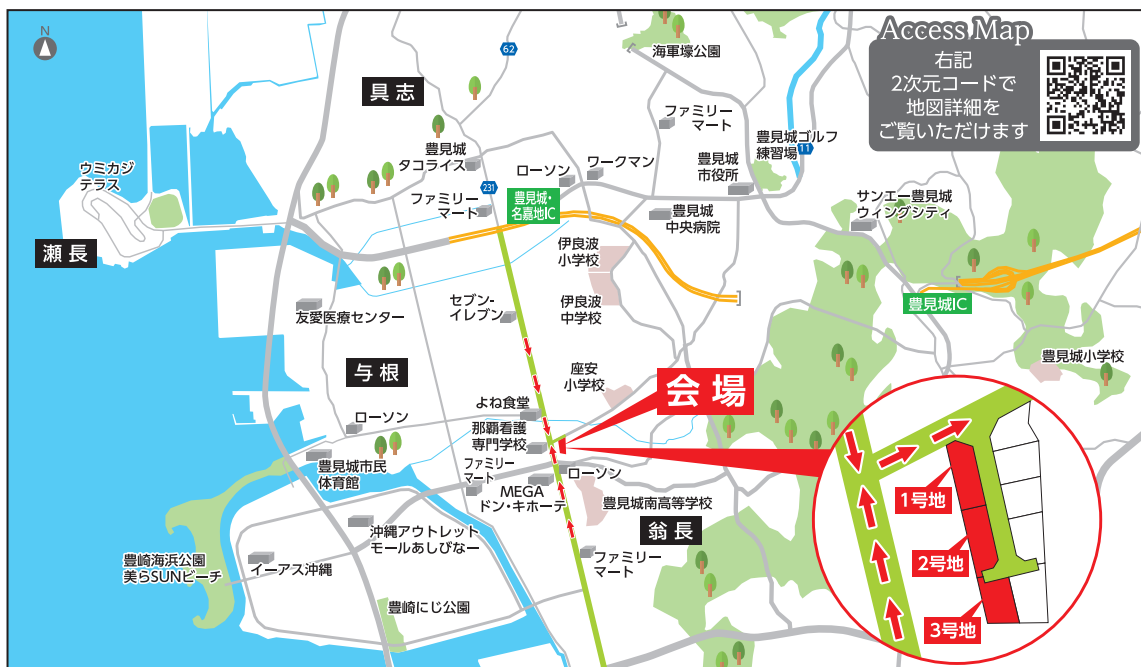 N
Access Map
右記
2次元コードで
地図詳細を
ご覧いただけます
62
海軍壕公園
具志
ファミリー
マート
豊見城ゴルフ
練習場
11
豊見城
タコライス
ローソン
ワークマン
豊見城
市役所
ウミカジ
テラス
231
ファミリー
マート
豊見城・
名嘉地IC
豊見城
中央病院
サンエー豊見城
ウィングシティ
瀬長
伊良波
小学校
伊良波
中学校
豊見城IC
友愛医療センター
セブン-
イレブン
豊見城小学校
与根
座安
小学校
会場
よね食堂
ローソン
那覇看護
専門学校
豊見城市民
体育館
ファミリー
マート
ローソン
MEGA
ドン・キホーテ
豊見城南高等学校
翁長
沖縄アウトレット
モールあしびなー
豊崎海浜公園
美らSUNビーチ
イーアス沖縄
ファミリー
マート
豊崎にじ公園
1号地
2号地
3号地